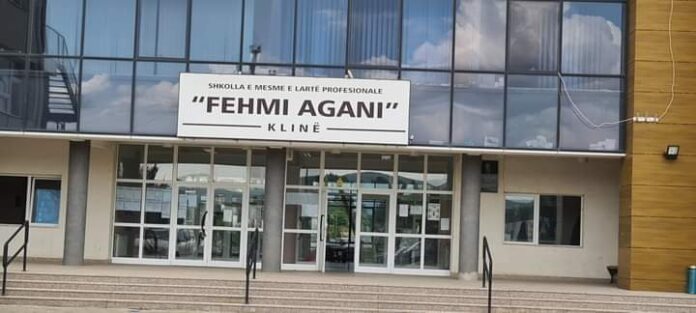 SHKOLLA E MESME E LARTË PROFESIONALE
"FEHMI AGANI"
KLINË